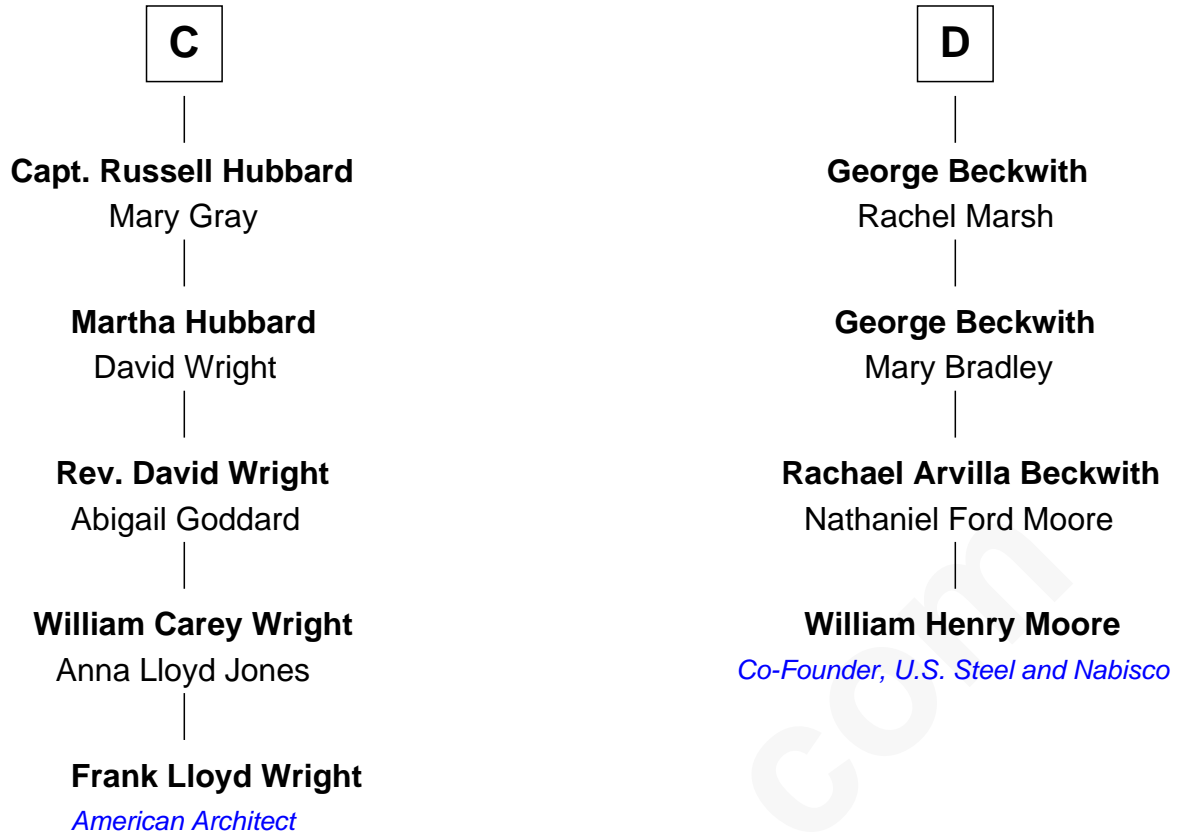 C
Capt. Russell Hubbard
Mary Gray
Martha Hubbard
David Wright
Rev. David Wright
Abigail Goddard
William Carey Wright
Anna Lloyd Jones
Frank Lloyd Wright
American Architect
D
George Beckwith
Rachel Marsh
George Beckwith
Mary Bradley
Rachael Arvilla Beckwith
Nathaniel Ford Moore
William Henry Moore
Co-Founder, U.S. Steel and Nabisco
com